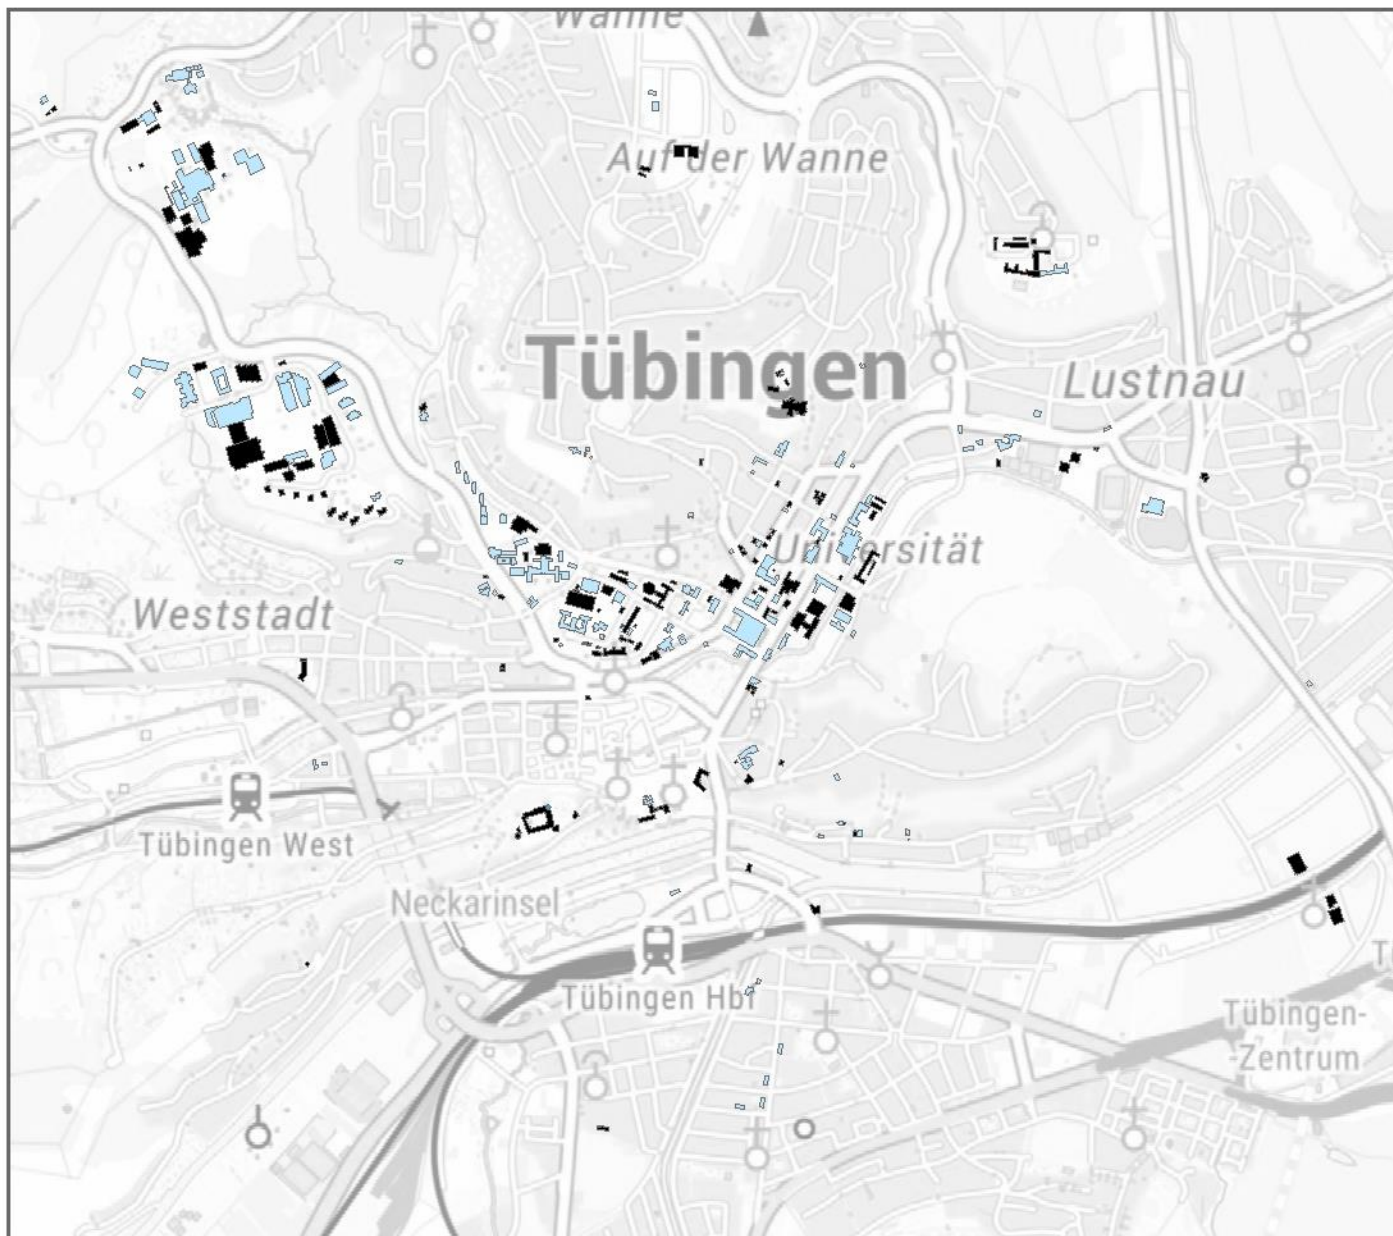 Wanne
Auf der Wanne
Tübingen
Lustnau
Universität
Weststadt
Tübingen West
Neckarinsel
Tübingen Hbf
Tübingen-
-Zentrum